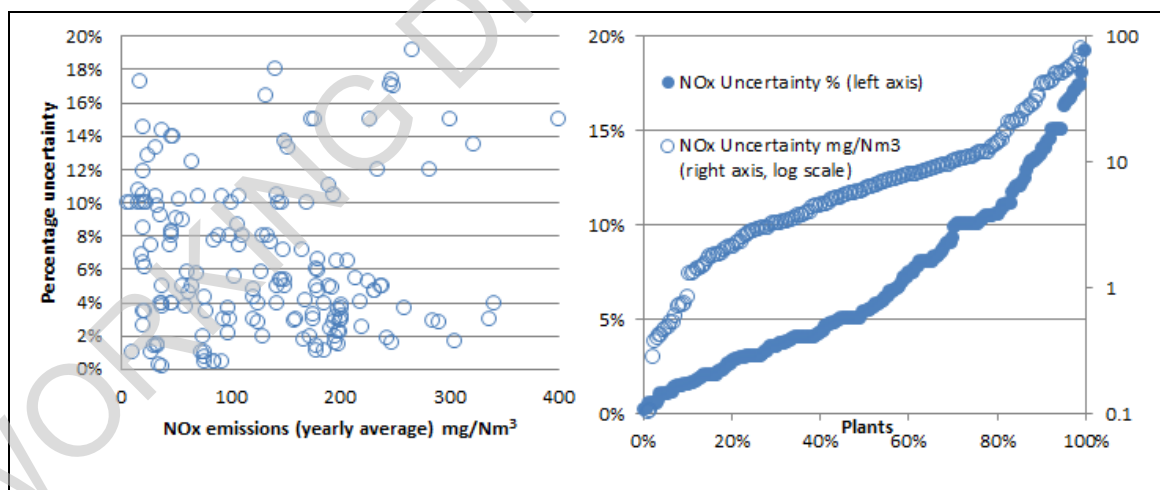 20%
18%
16%
14%
12%
10%
8%
6%
4%
2%
0%
Percentage uncertainty
0 100 200 300 400
NOx emissions (yearly average) mg/Nm³
20%
15%
10%
5%
0%
NOx Uncertainty % (left axis)
NOx Uncertainty mg/Nm3
(right axis, log scale)
100
10
1
0.1
Plants
0% 20% 40% 60% 80% 100%
WORKING D